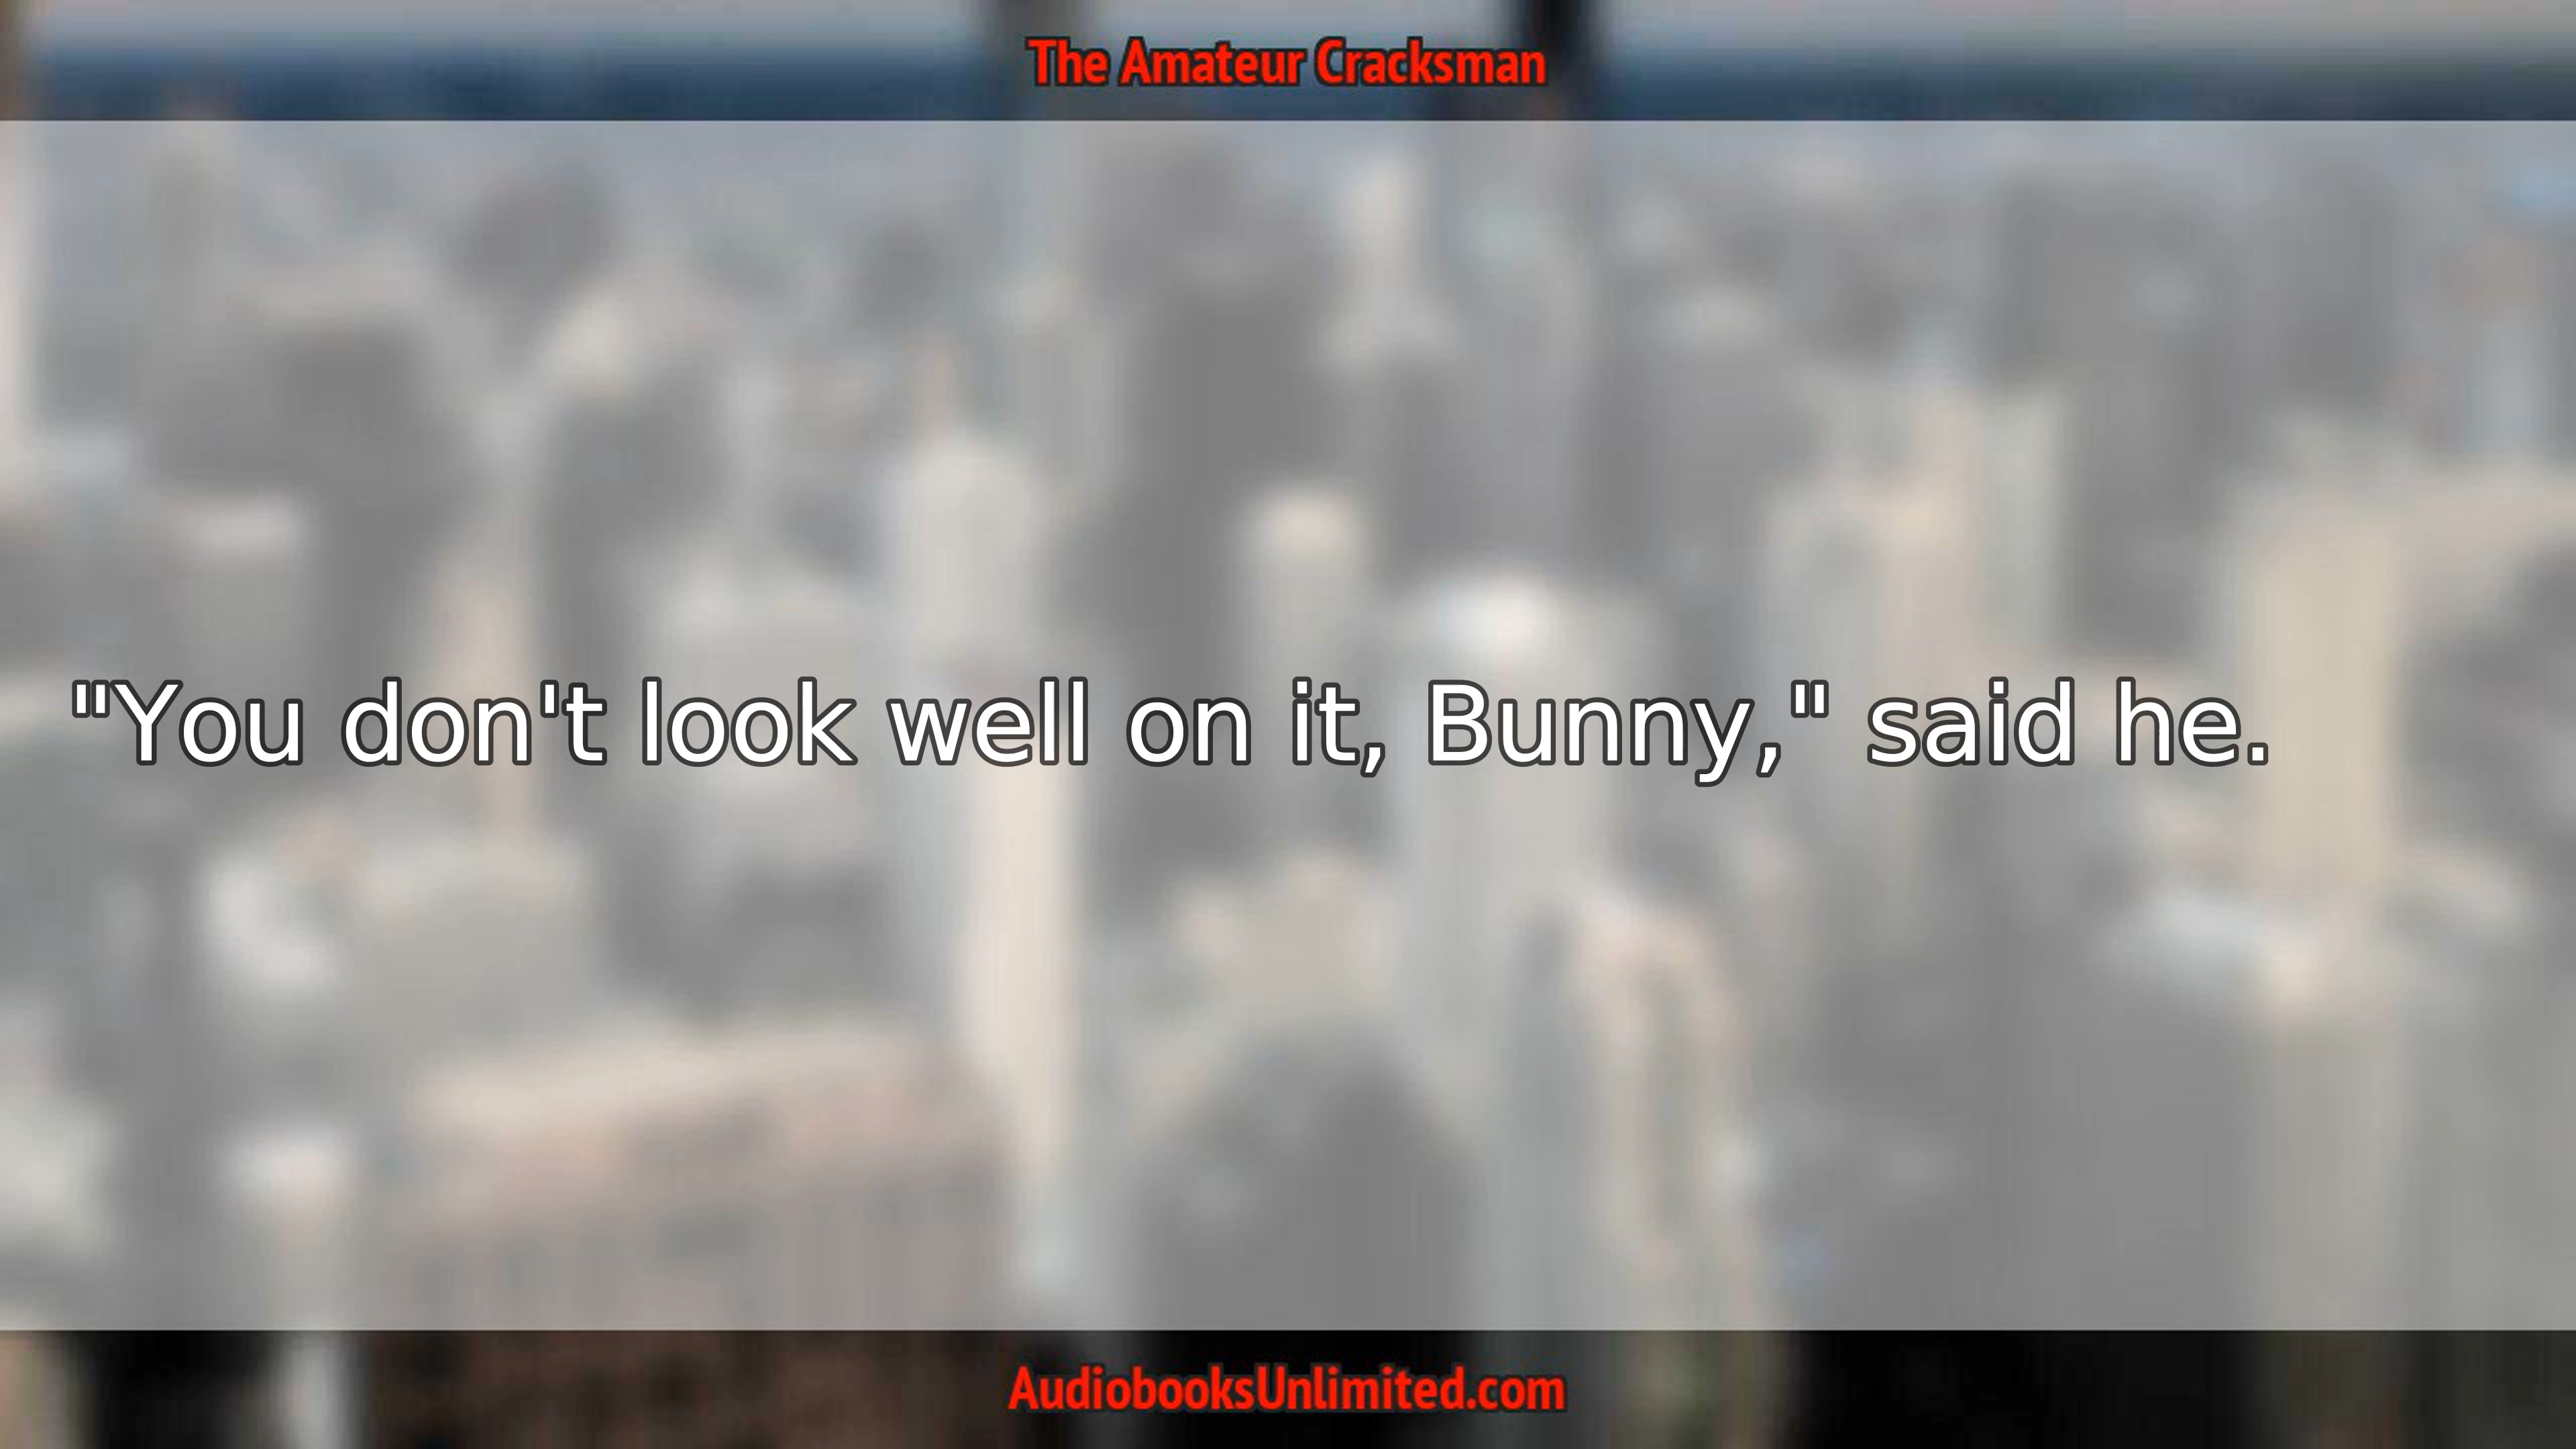 The Amateur Cracksman
"You don't look well on it, Bunny," said he.
AudiobooksUnlimited.com